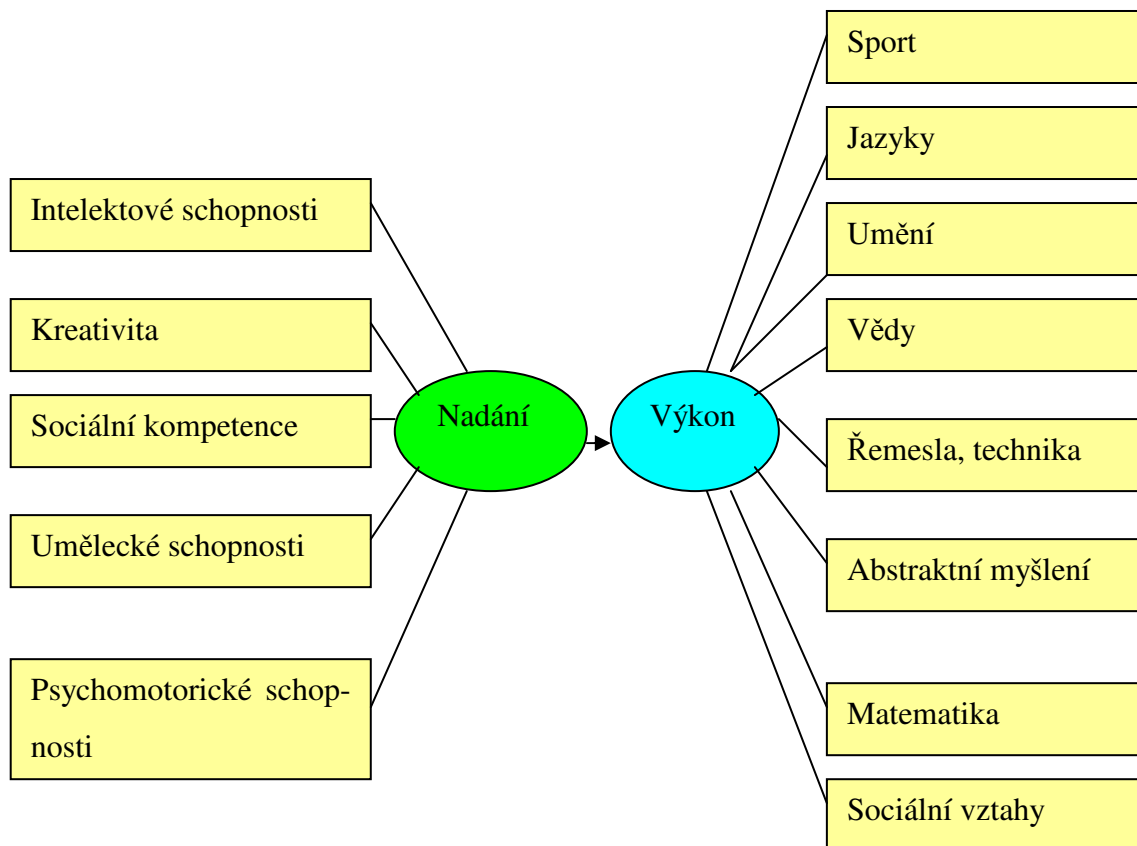 Intelektové schopnosti
Kreativita
Sociální kompetence
Umělecké schopnosti
Psychomotorické schop-
nosti
Nadání
Výkon
Sport
Jazyky
Umění
Vědy
Řemesla, technika
Abstraktní myšlení
Matematika
Sociální vztahy